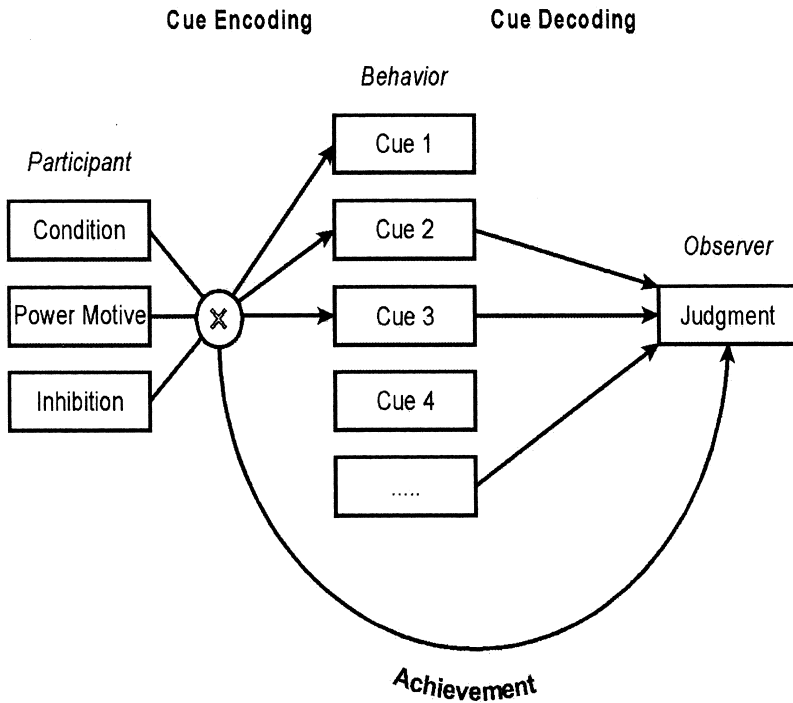 Cue Encoding
Cue Decoding
Behavior
Cue 1
Participant
Condition
Cue 2
Observer
Power Motive
X
Cue 3
Judgment
Inhibition
Cue 4
.....
Achievement